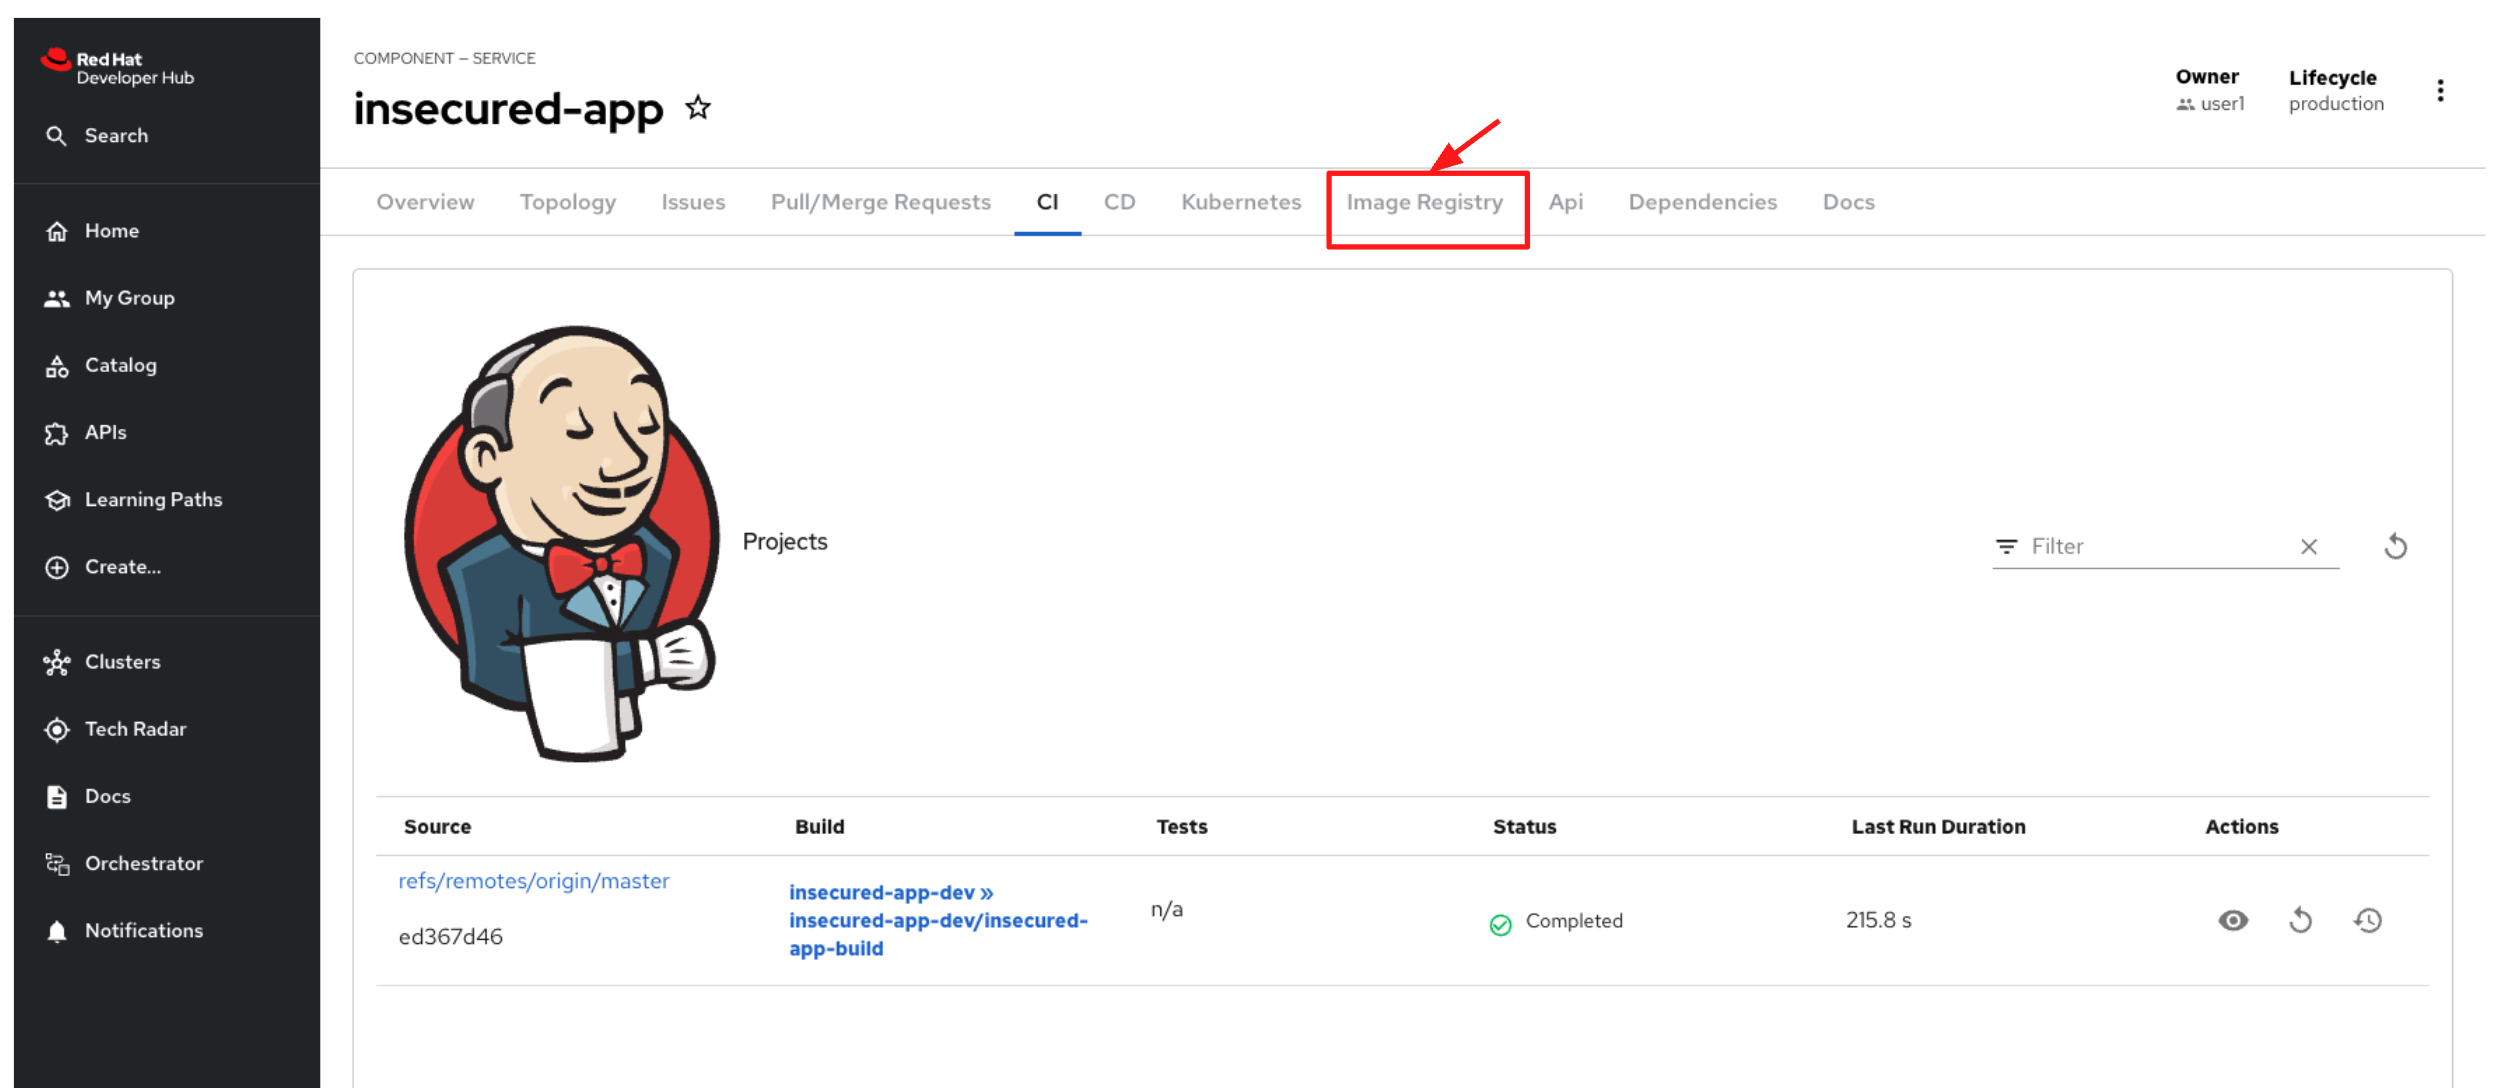 Red Hat
Developer Hub
Search
Home
My Group
Catalog
APIs
Learning Paths
Create...
Clusters
Tech Radar
Docs
Orchestrator
Notifications
COMPONENT — SERVICE
insecured-app
Owner
user1
Lifecycle
production
Overview Topology Issues Pull/Merge Requests CI CD Kubernetes Image Registry Api Dependencies Docs
Projects
Filter
Source Build Tests Status Last Run Duration Actions
refs/remotes/origin/master
ed367d46
insecured-app-dev »
insecured-app-dev/insecured-
app-build
n/a
Completed
215.8 s